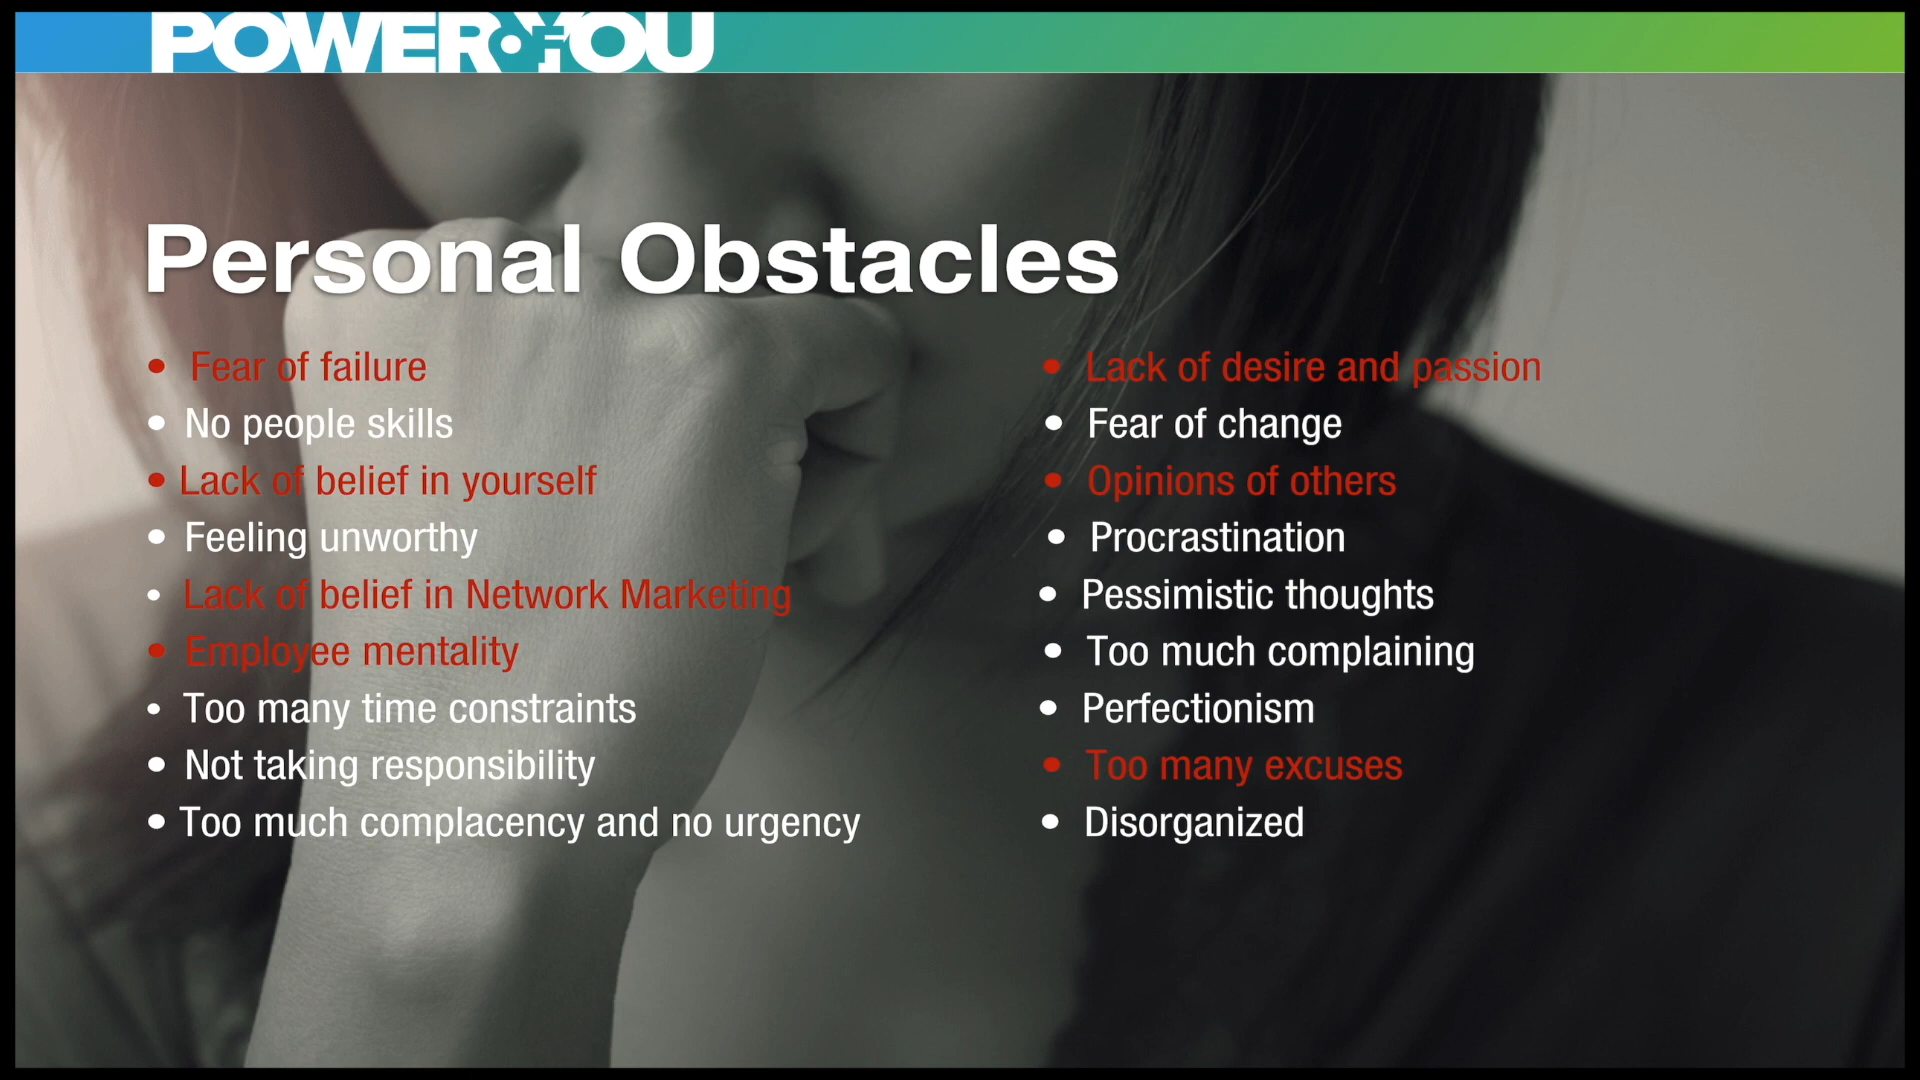 POWER OF YOU
Personal Obstacles
• Fear of failure
• No people skills
• Lack of belief in yourself
• Feeling unworthy
• Lack of belief in Network Marketing
• Employee mentality
• Too many time constraints
• Not taking responsibility
• Too much complacency and no urgency
• Lack of desire and passion
• Fear of change
• Opinions of others
• Procrastination
• Pessimistic thoughts
• Too much complaining
• Perfectionism
• Too many excuses
• Disorganized